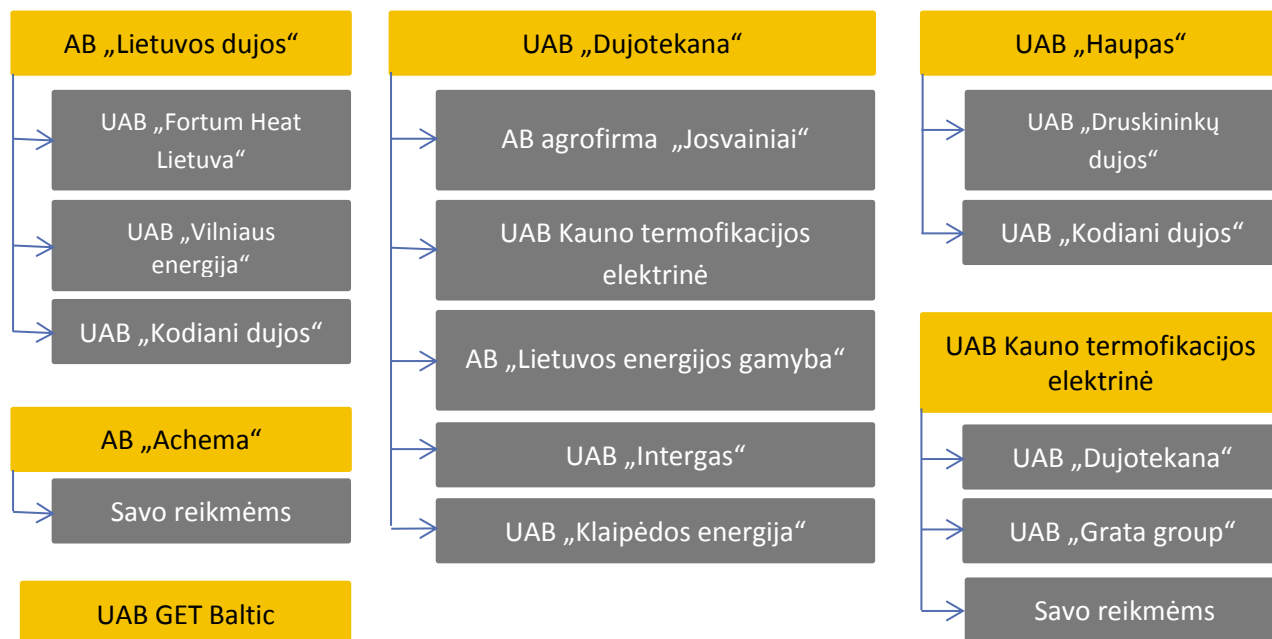 AB „Lietuvos dujos“
UAB „Fortum Heat
Lietuva“
UAB „Vilniaus
energija“
UAB „Kodiani dujos“
AB „Achema“
Savo reikmėms
UAB GET Baltic
UAB „Dujotekana“
AB agrofirma „Josvainiai“
UAB Kauno termofikacijos
elektrinė
AB „Lietuvos energijos gamyba“
UAB „Intergas“
UAB „Klaipėdos energija“
UAB „Haupas“
UAB „Druskininkų
dujos“
UAB „Kodiani dujos“
UAB Kauno termofikacijos
elektrinė
UAB „Dujotekana“
UAB „Grata group“
Savo reikmėms